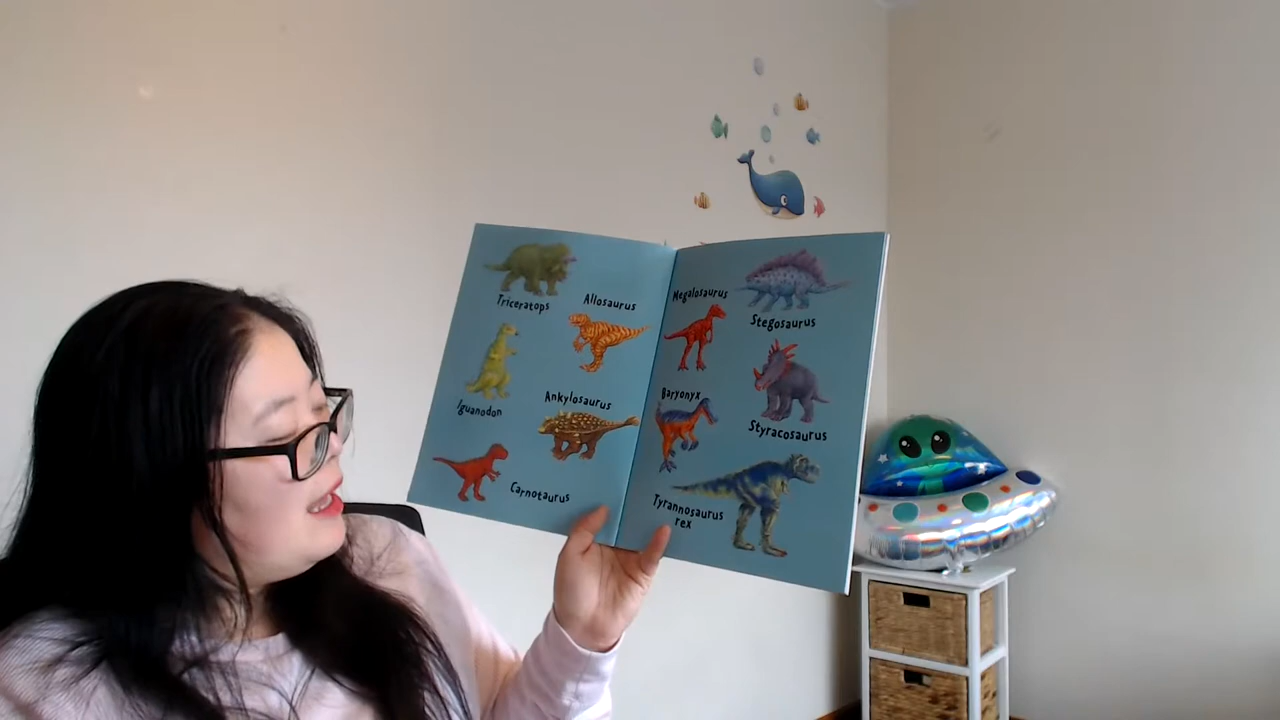 Triceratops
Allosaurus
Iguanodon
Ankylosaurus
Carnotaurus
Megalosaurus
Stegosaurus
Baryonyx
Styracosaurus
Tyrannosaurus
rex